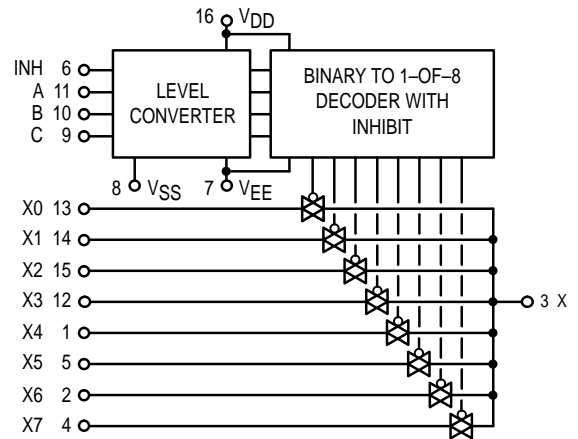 16 VDD
INH 6
A 11
B 10
C 9
LEVEL
CONVERTER
BINARY TO 1–OF–8
DECODER WITH
INHIBIT
8 VSS
7 VEE
X0 13
X1 14
X2 15
X3 12
3 X
X4 1
X5 5
X6 2
X7 4